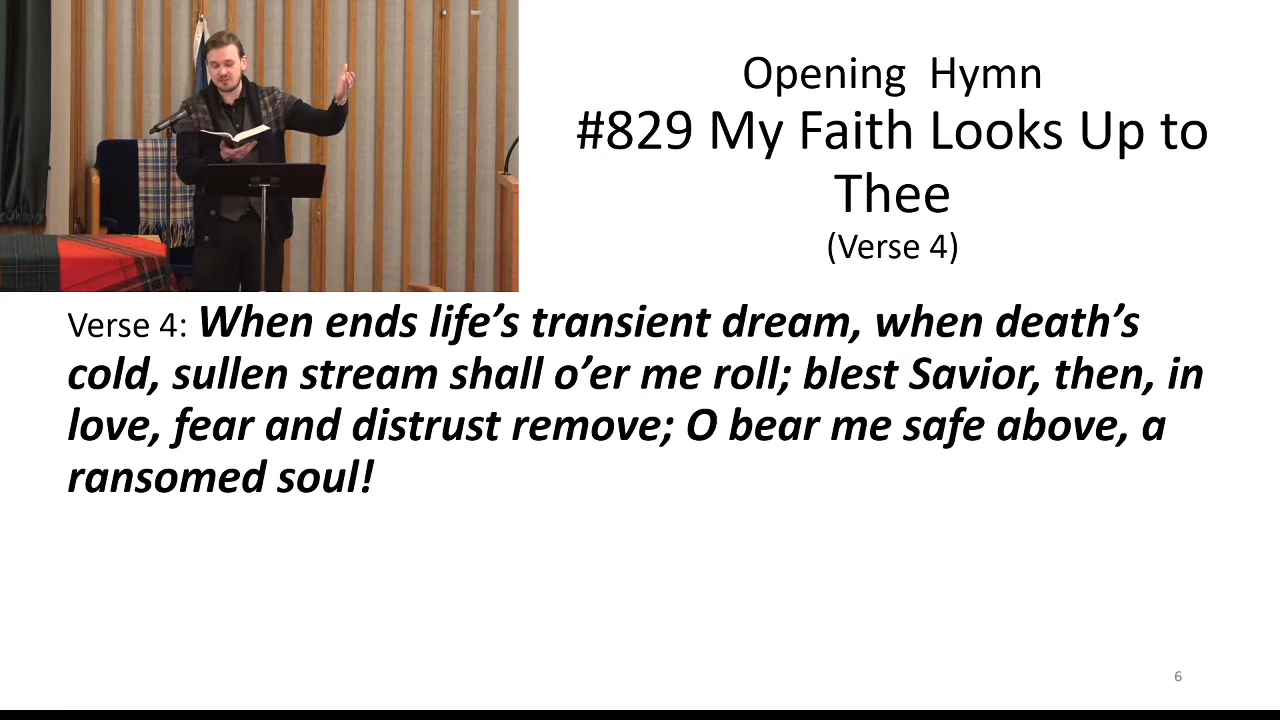 Opening Hymn
#829 My Faith Looks Up to
Thee
(Verse 4)
Verse 4: When ends life’s transient dream, when death’s
cold, sullen stream shall o’er me roll; blest Savior, then, in
love, fear and distrust remove; O bear me safe above, a
ransomed soul!
6